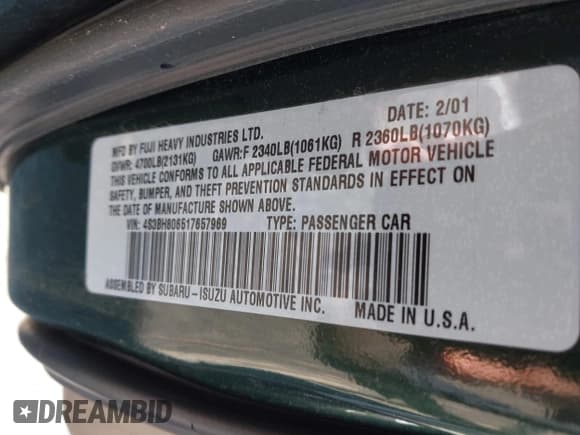 DATE: 2/01
MFD BY FUJI HEAVY INDUSTRIES LTD.
GVWR: 4700LB(2131KG) GAWR:F 2340LB(1061KG) R 2360LB(1070KG)
THIS VEHICLE CONFORMS TO ALL APPLICABLE FEDERAL MOTOR VEHICLE
SAFETY, BUMPER, AND THEFT PREVENTION STANDARDS IN EFFECT ON
THE DATE OF MANUFACTURE SHOWN ABOVE.
VIN: 4S3BH806517657969 TYPE: PASSENGER CAR
ASSEMBLED BY SUBARU-ISUZU AUTOMOTIVE INC. MADE IN U.S.A.
DREAMBID